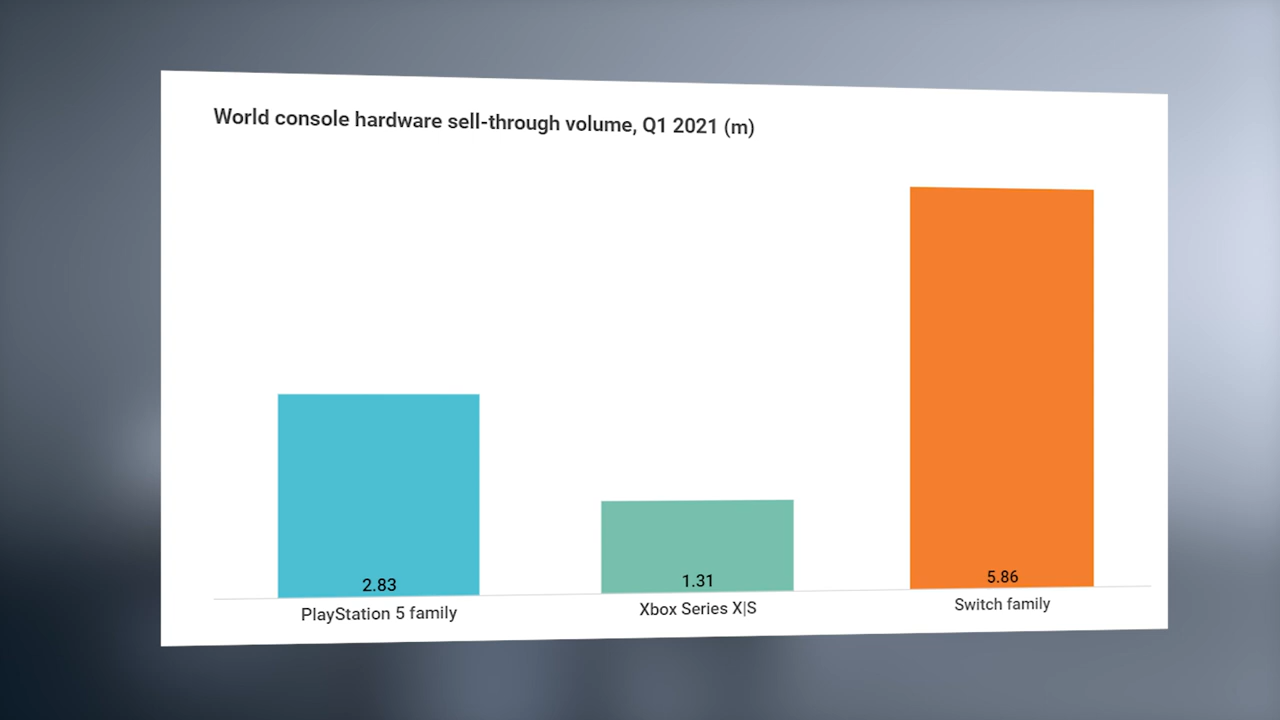 World console hardware sell-through volume, Q1 2021 (m)
2.83
1.31
5.86
PlayStation 5 family
Xbox Series X|S
Switch family